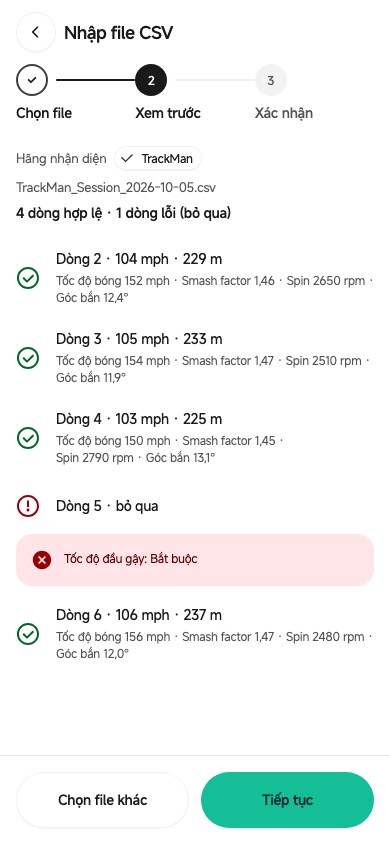 Nhập file CSV
2
3
Chọn file
Xem trước
Xác nhận
Hãng nhận diện
TrackMan
TrackMan_Session_2026-10-05.csv
4 dòng hợp lệ · 1 dòng lỗi (bỏ qua)
Dòng 2 · 104 mph · 229 m
Tốc độ bóng 152 mph · Smash factor 1,46 · Spin 2650 rpm ·
Góc bắn 12,4°
Dòng 3 · 105 mph · 233 m
Tốc độ bóng 154 mph · Smash factor 1,47 · Spin 2510 rpm ·
Góc bắn 11,9°
Dòng 4 · 103 mph · 225 m
Tốc độ bóng 150 mph · Smash factor 1,45 ·
Spin 2790 rpm · Góc bắn 13,1°
Dòng 5 · bỏ qua
Tốc độ đầu gậy: Bắt buộc
Dòng 6 · 106 mph · 237 m
Tốc độ bóng 156 mph · Smash factor 1,47 · Spin 2480 rpm ·
Góc bắn 12,0°
Chọn file khác
Tiếp tục